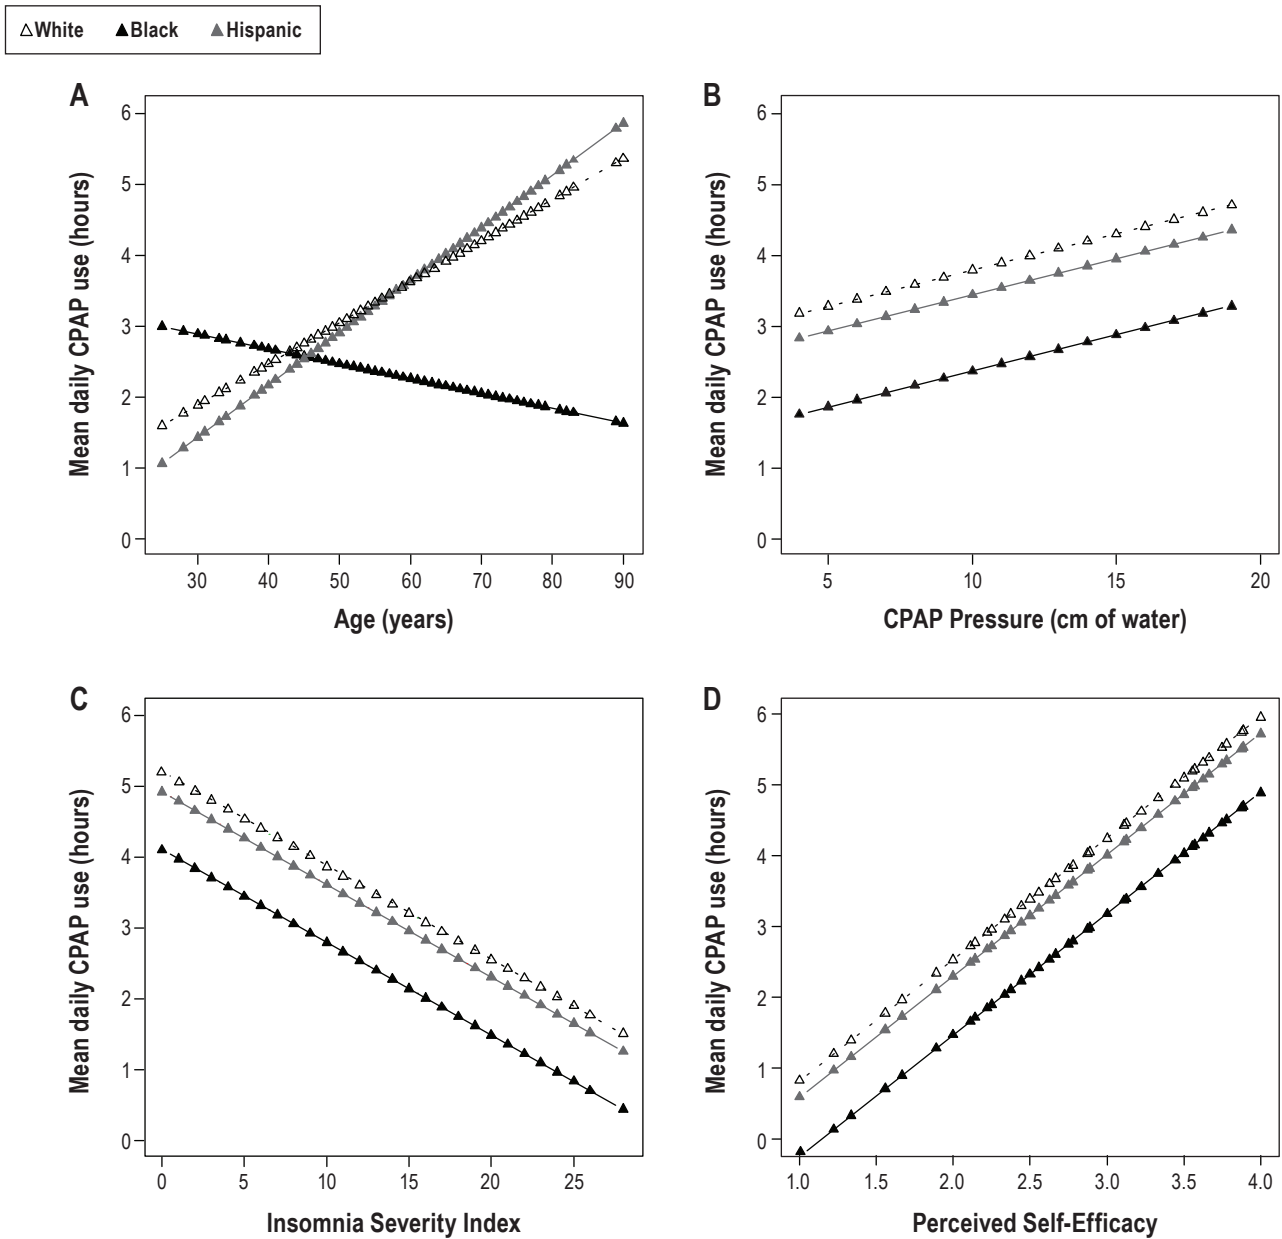 White Black Hispanic
A
Mean daily CPAP use (hours)
6
5
4
3
2
1
0
30 40 50 60 70 80 90
Age (years)
B
Mean daily CPAP use (hours)
6
5
4
3
2
1
0
5 10 15 20
CPAP Pressure (cm of water)
C
Mean daily CPAP use (hours)
6
5
4
3
2
1
0
0 5 10 15 20 25
Insomnia Severity Index
D
Mean daily CPAP use (hours)
6
5
4
3
2
1
0
1.0 1.5 2.0 2.5 3.0 3.5 4.0
Perceived Self-Efficacy